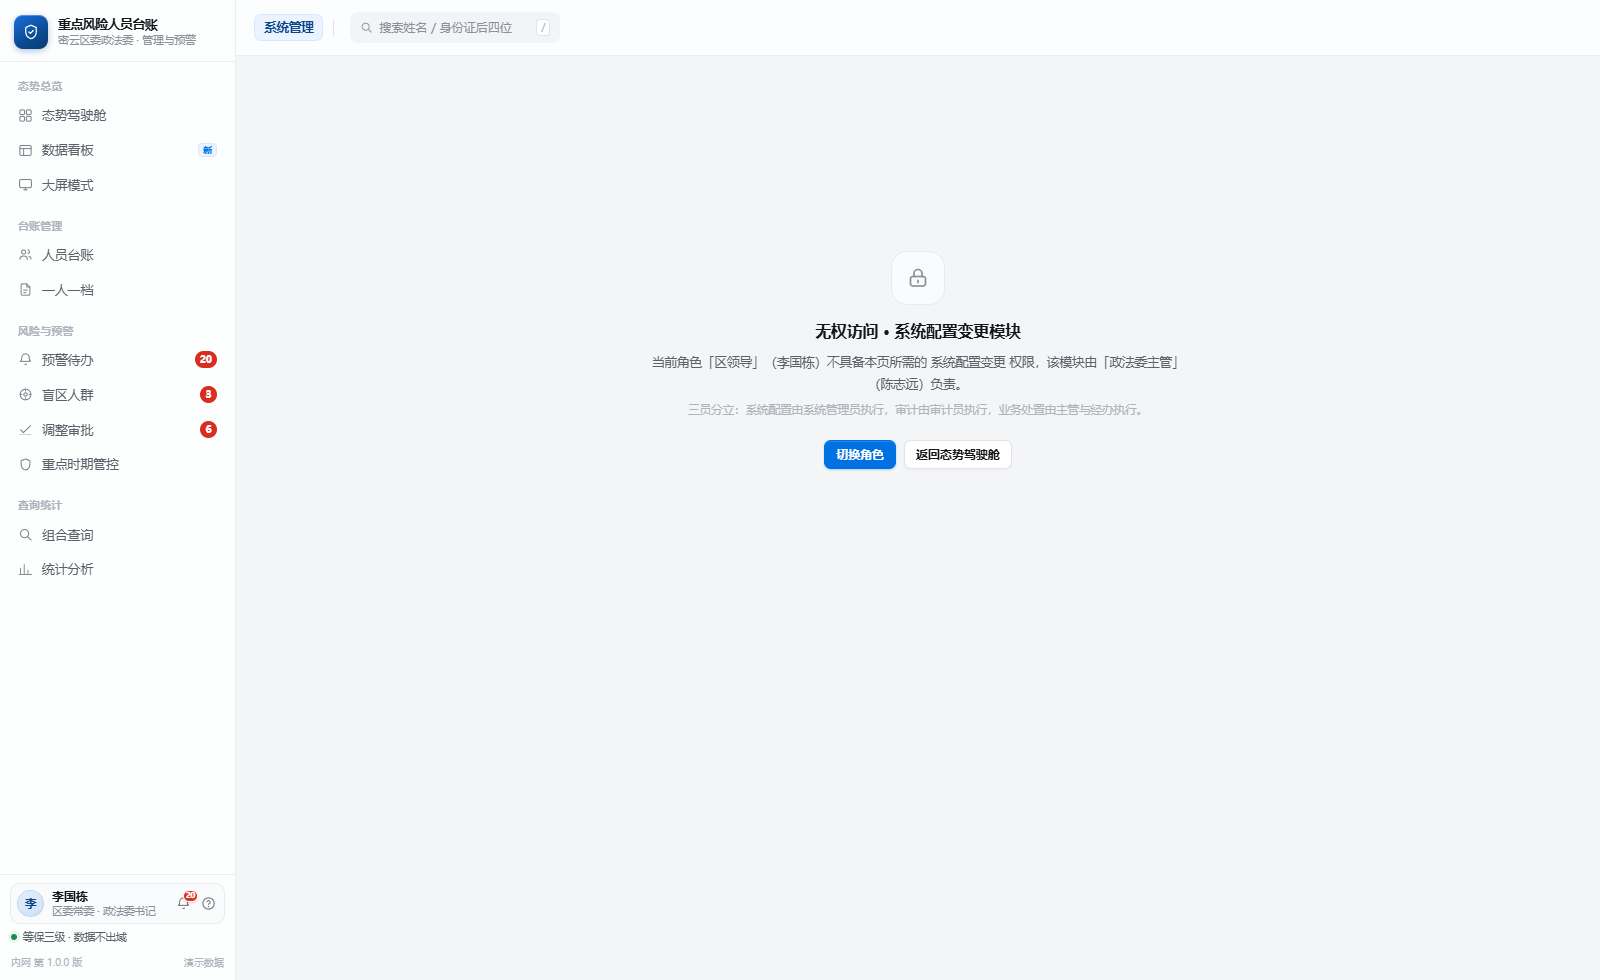 重点风险人员台账
密云区委政法委 · 管理与预警
态势总览
态势驾驶舱
数据看板
新
大屏模式
台账管理
人员台账
一人一档
风险与预警
预警待办
20
盲区人群
3
调整审批
6
重点时期管控
查询统计
组合查询
统计分析
李
李国栋
区委常委 · 政法委书记
20
等保三级 · 数据不出域
内网 第 1.0.0 版
演示数据
系统管理
搜索姓名 / 身份证后四位
/
无权访问 • 系统配置变更模块
当前角色「区领导」（李国栋）不具备本页所需的 系统配置变更 权限，该模块由「政法委主管」
（陈志远）负责。
三员分立：系统配置由系统管理员执行，审计由审计员执行，业务处置由主管与经办执行。
切换角色
返回态势驾驶舱